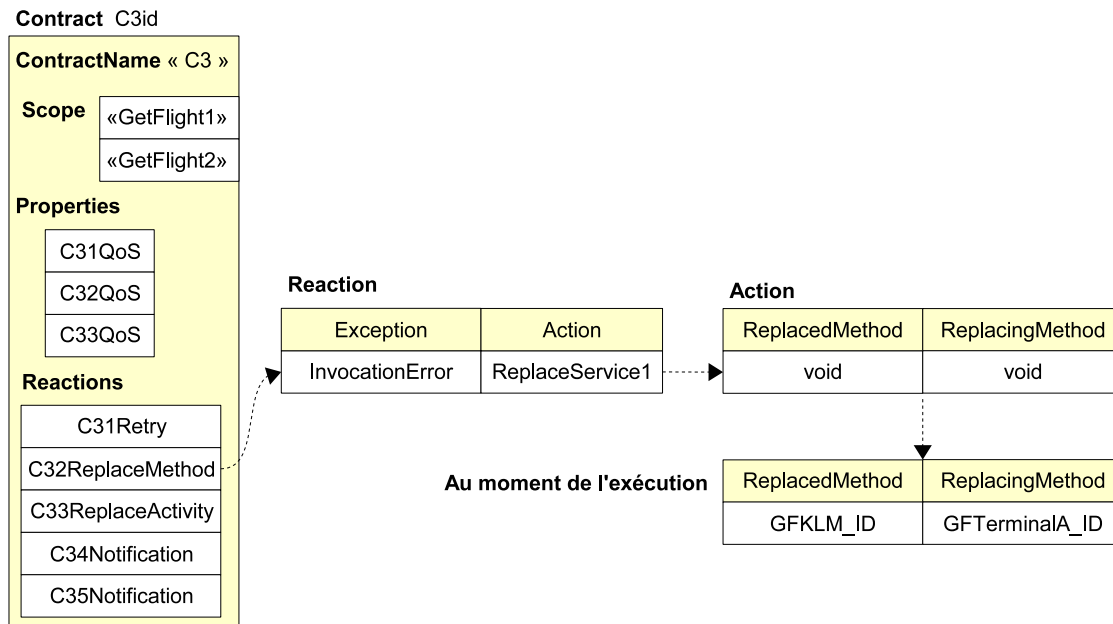 Contract C3id
ContractName « C3 »
Scope
«GetFlight1»
«GetFlight2»
Properties
C31QoS
C32QoS
C33QoS
Reactions
C31Retry
C32ReplaceMethod
C33ReplaceActivity
C34Notification
C35Notification
Reaction
Exception Action
InvocationError ReplaceService1
Action
ReplacedMethod ReplacingMethod
void void
Au moment de l'exécution
ReplacedMethod ReplacingMethod
GFKLM_ID GFTerminalA_ID